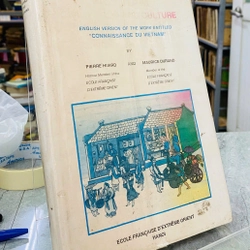 ENGLISH VERSION OF THE WORK ENTITLED
"CONNAISSANCE DU VIETNAM"
BY
PIERRE HUARD AND MAURICE DURAND
ECOLE FRANÇAISE
D'EXTRÊME ORIENT
ECOLE FRANÇAISE
D'EXTRÊME ORIENT
ECOLE FRANÇAISE D'EXTRÊME ORIENT
HANOI